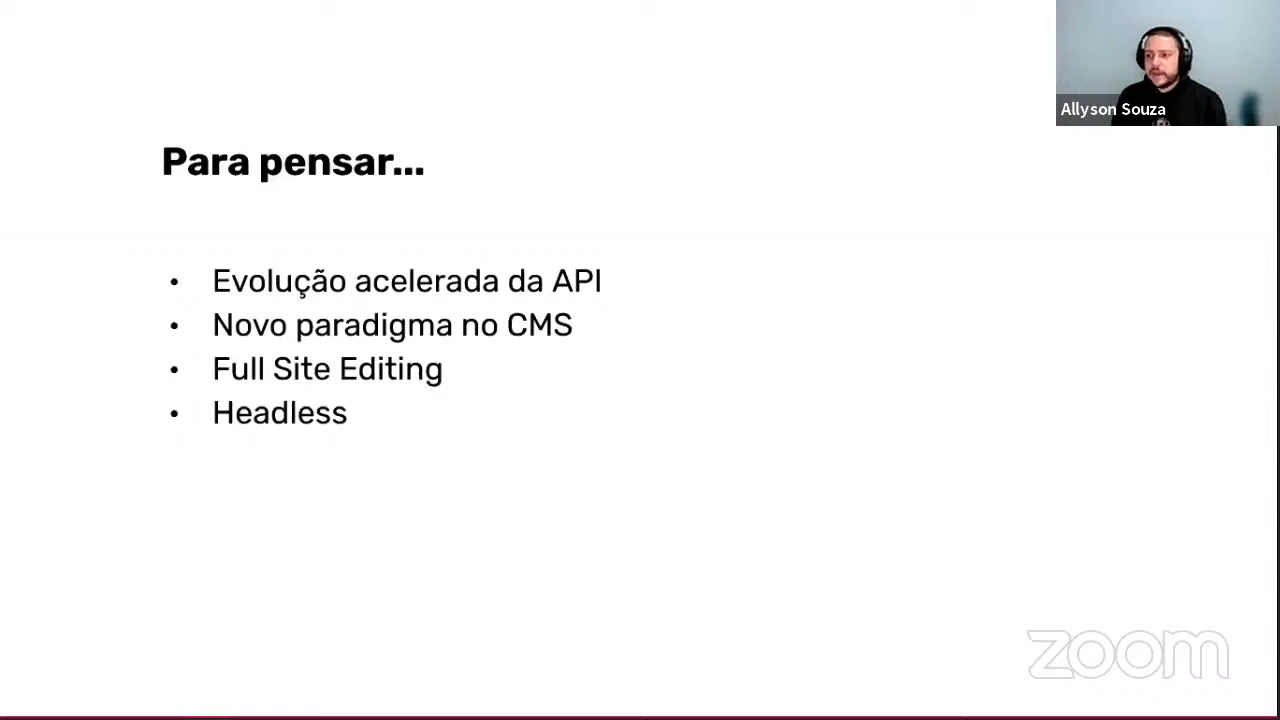 Allyson Souza
Para pensar...
• Evolução acelerada da API
• Novo paradigma no CMS
• Full Site Editing
• Headless
zoom